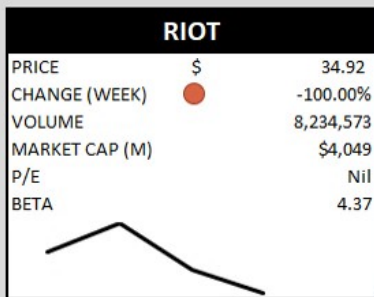 RIOT
PRICE $ 34.92
CHANGE (WEEK) -100.00%
VOLUME 8,234,573
MARKET CAP (M) $4,049
P/E Nil
BETA 4.37